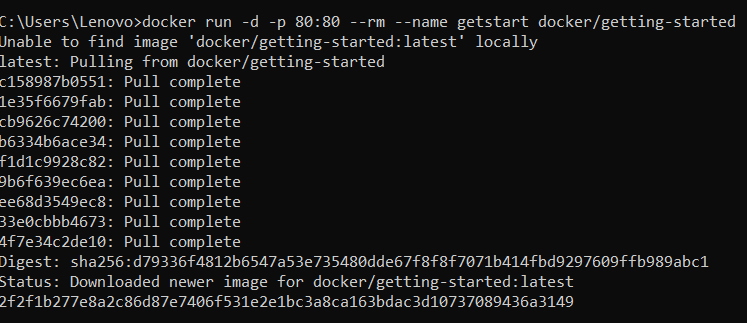 C:\Users\Lenovo>docker run -d -p 80:80 --rm --name getstart docker/getting-started
Unable to find image 'docker/getting-started:latest' locally
latest: Pulling from docker/getting-started
c158987b0551: Pull complete
1e35f6679fab: Pull complete
cb9626c74200: Pull complete
b6334b6ace34: Pull complete
f1d1c9928c82: Pull complete
9b6f639ec6ea: Pull complete
ee68d3549ec8: Pull complete
33e0cbbb4673: Pull complete
4f7e34c2de10: Pull complete
Digest: sha256:d79336f4812b6547a53e735480dde67f8f8f7071b414fbd9297609ffb989abc1
Status: Downloaded newer image for docker/getting-started:latest
2f2f1b277e8a2c86d87e7406f531e2e1bc3a8ca163bdac3d10737089436a3149